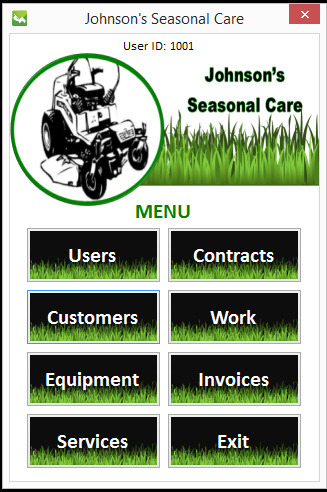 Johnson's Seasonal Care
User ID: 1001
Johnson's
Seasonal Care
MENU
Users
Contracts
Customers
Work
Equipment
Invoices
Services
Exit